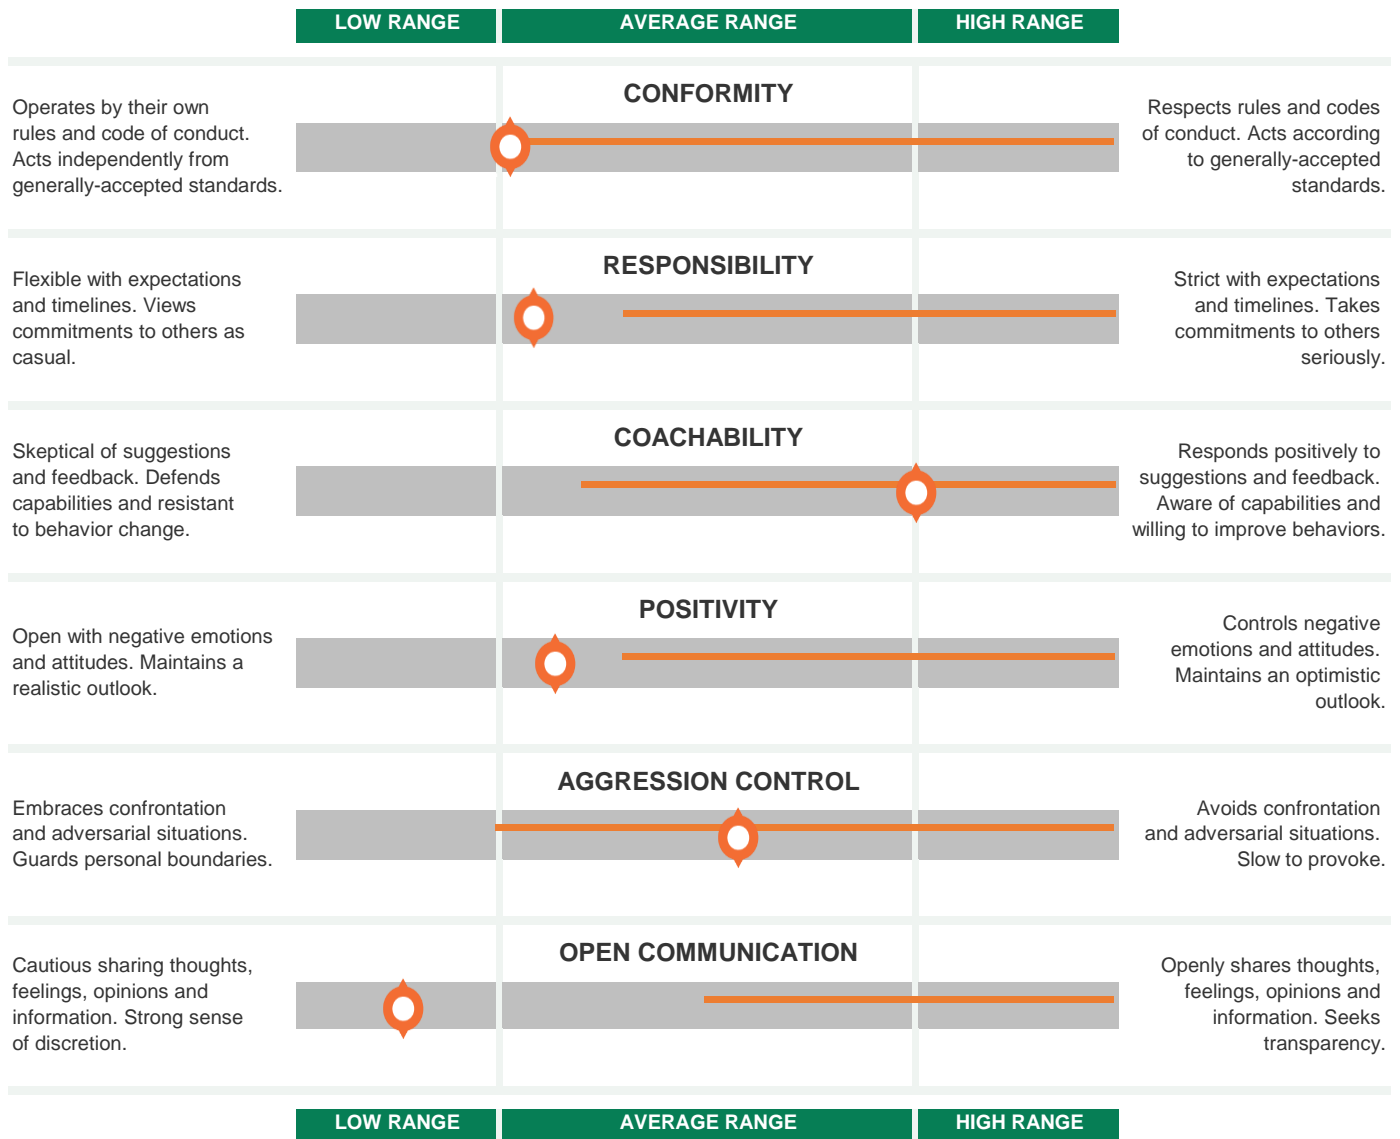 LOW RANGE
AVERAGE RANGE
HIGH RANGE
CONFORMITY
Operates by their own
rules and code of conduct.
Acts independently from
generally-accepted standards.
Respects rules and codes
of conduct. Acts according
to generally-accepted
standards.
RESPONSIBILITY
Flexible with expectations
and timelines. Views
commitments to others as
casual.
Strict with expectations
and timelines. Takes
commitments to others
seriously.
COACHABILITY
Skeptical of suggestions
and feedback. Defends
capabilities and resistant
to behavior change.
Responds positively to
suggestions and feedback.
Aware of capabilities and
willing to improve behaviors.
POSITIVITY
Open with negative emotions
and attitudes. Maintains a
realistic outlook.
Controls negative
emotions and attitudes.
Maintains an optimistic
outlook.
AGGRESSION CONTROL
Embraces confrontation
and adversarial situations.
Guards personal boundaries.
Avoids confrontation
and adversarial situations.
Slow to provoke.
OPEN COMMUNICATION
Cautious sharing thoughts,
feelings, opinions and
information. Strong sense
of discretion.
Openly shares thoughts,
feelings, opinions and
information. Seeks
transparency.
LOW RANGE
AVERAGE RANGE
HIGH RANGE